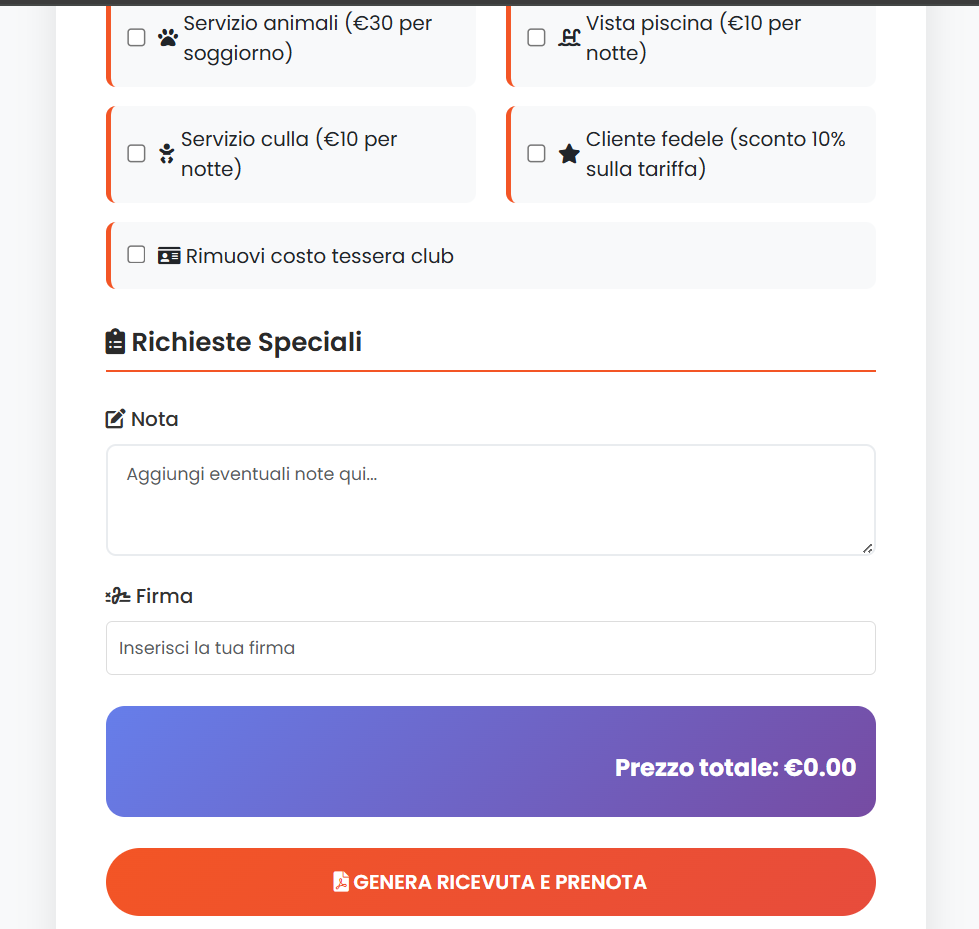 Servizio animali (€30 per
soggiorno)
Vista piscina (€10 per
notte)
Servizio culla (€10 per
notte)
Cliente fedele (sconto 10%
sulla tariffa)
Rimuovi costo tessera club
Richieste Speciali
Nota
Aggiungi eventuali note qui...
Firma
Inserisci la tua firma
Prezzo totale: €0.00
GENERA RICEVUTA E PRENOTA